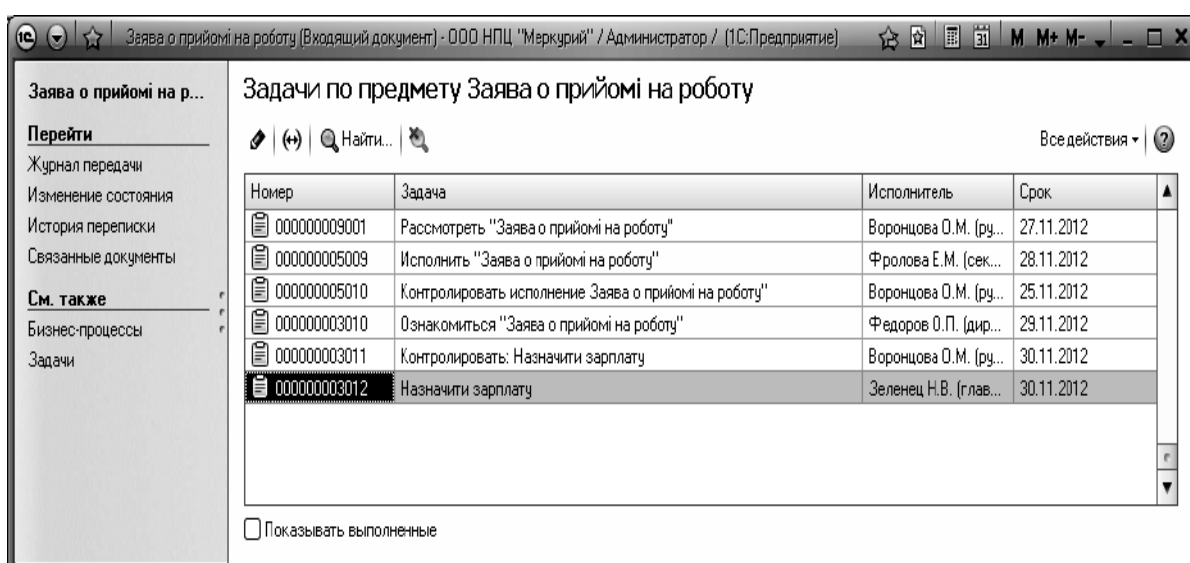 Заява о прийомі на роботу (Входящий документ) - ООО НПЦ "Меркурий" / Администратор / (1С:Предприятие) 31 M M+ M-
Заява о прийомі на р...
Перейти
Журнал передачи
Изменение состояния
История переписки
Связанные документы
См. также
Бизнес-процессы
Задачи
Задачи по предмету Заява о прийомі на роботу
Найти... Все действия
Номер Задача Исполнитель Срок
000000009001 Рассмотреть "Заява о прийомі на роботу" Воронцова О.М. (ру... 27.11.2012
000000005009 Исполнить "Заява о прийомі на роботу" Фролова Е.М. (сек... 28.11.2012
000000005010 Контролировать исполнение Заява о прийомі на роботу" Воронцова О.М. (ру... 25.11.2012
000000003010 Ознакомиться "Заява о прийомі на роботу" Федоров О.П. (дир... 29.11.2012
000000003011 Контролировать: Назначити зарплату Воронцова О.М. (ру... 30.11.2012
000000003012 Назначити зарплату Зеленец Н.В. (глав... 30.11.2012
Показывать выполненные